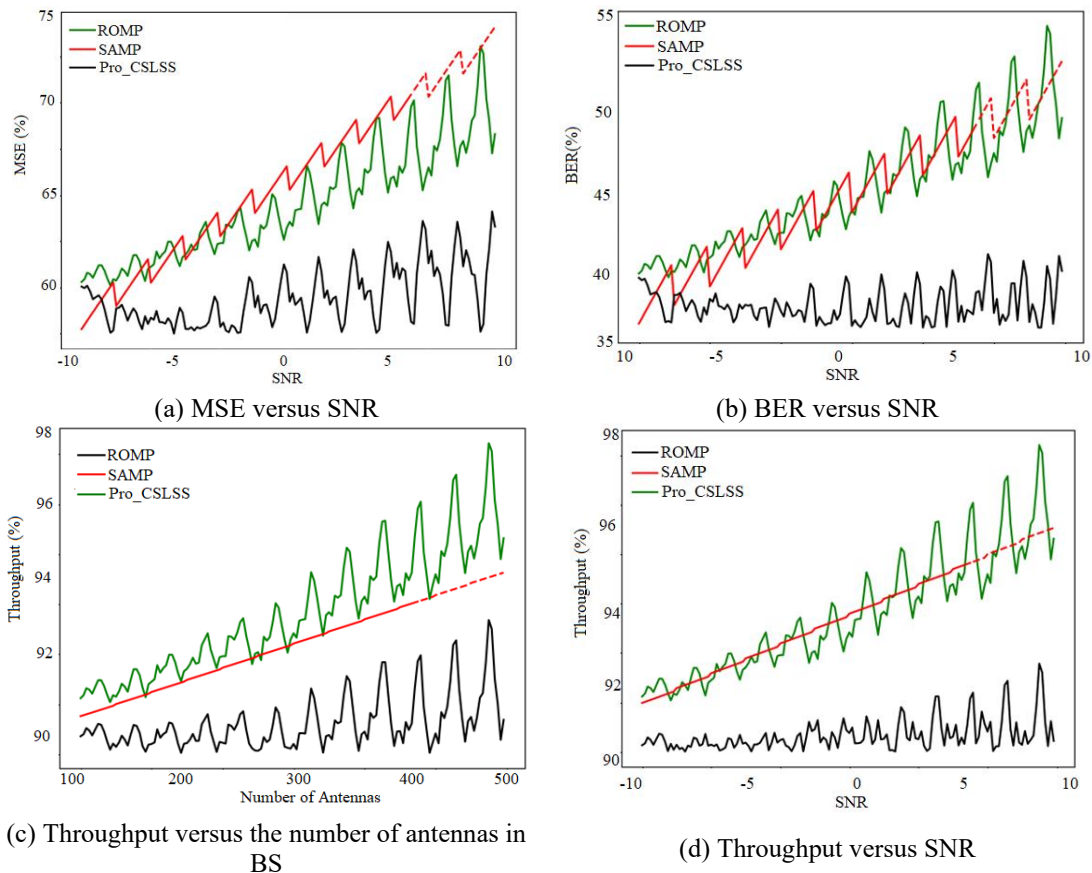 75
ROMP
SAMP
Pro_CSLSS
70
MSE (%)
65
60
-10 -5 0 5 10
SNR
(a) MSE versus SNR
55
ROMP
SAMP
Pro_CSLSS
50
BER(%)
45
40
35
10 -5 0 5 10
SNR
(b) BER versus SNR
98
ROMP
SAMP
Pro_CSLSS
96
Throughput (%)
94
92
90
100 200 300 400 500
Number of Antennas
(c) Throughput versus the number of antennas in
BS
98
ROMP
SAMP
Pro_CSLSS
96
Throughput (%)
94
92
90
-10 -5 0 5 10
SNR
(d) Throughput versus SNR